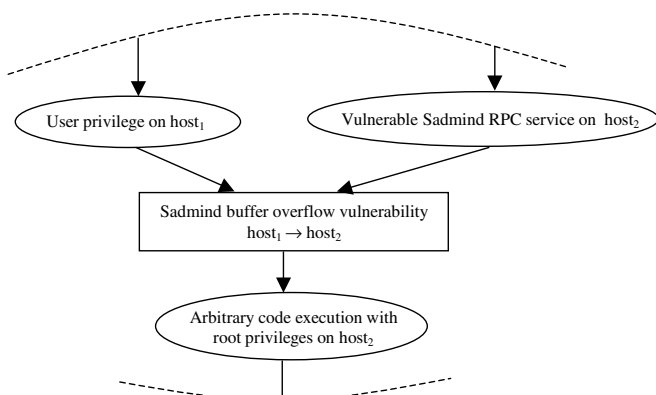 User privilege on host₁
Vulnerable Sadmind RPC service on host₂
Sadmind buffer overflow vulnerability
host₁ → host₂
Arbitrary code execution with
root privileges on host₂